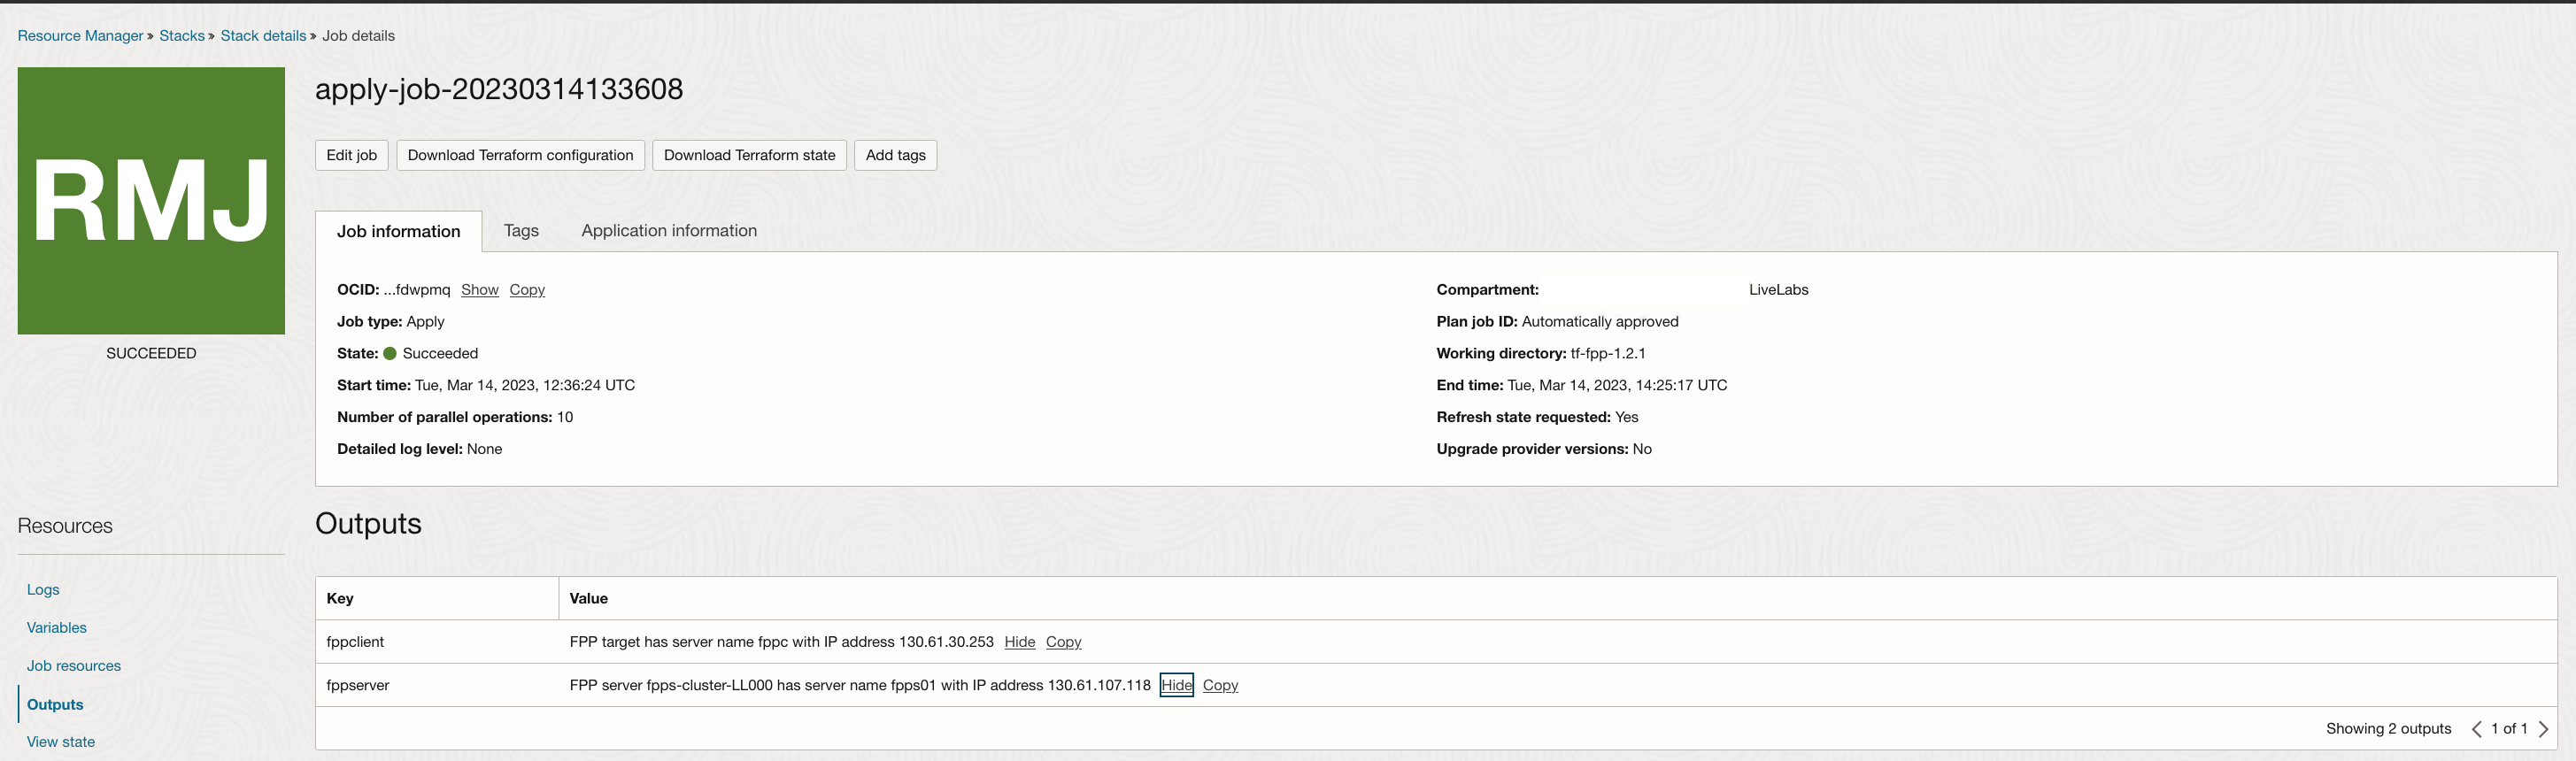 Resource Manager » Stacks » Stack details » Job details
RMJ
SUCCEEDED
apply-job-20230314133608
Edit job Download Terraform configuration Download Terraform state Add tags
Job information Tags Application information
OCID: ...fdwpmq Show Copy
Job type: Apply
State: Succeeded
Start time: Tue, Mar 14, 2023, 12:36:24 UTC
Number of parallel operations: 10
Detailed log level: None
Compartment: LiveLabs
Plan job ID: Automatically approved
Working directory: tf-fpp-1.2.1
End time: Tue, Mar 14, 2023, 14:25:17 UTC
Refresh state requested: Yes
Upgrade provider versions: No
Resources
Logs
Variables
Job resources
Outputs
View state
Outputs
Key Value
fppclient FPP target has server name fppc with IP address 130.61.30.253 Hide Copy
fppserver FPP server fpps-cluster-LL000 has server name fpps01 with IP address 130.61.107.118 Hide Copy
Showing 2 outputs < 1 of 1 >